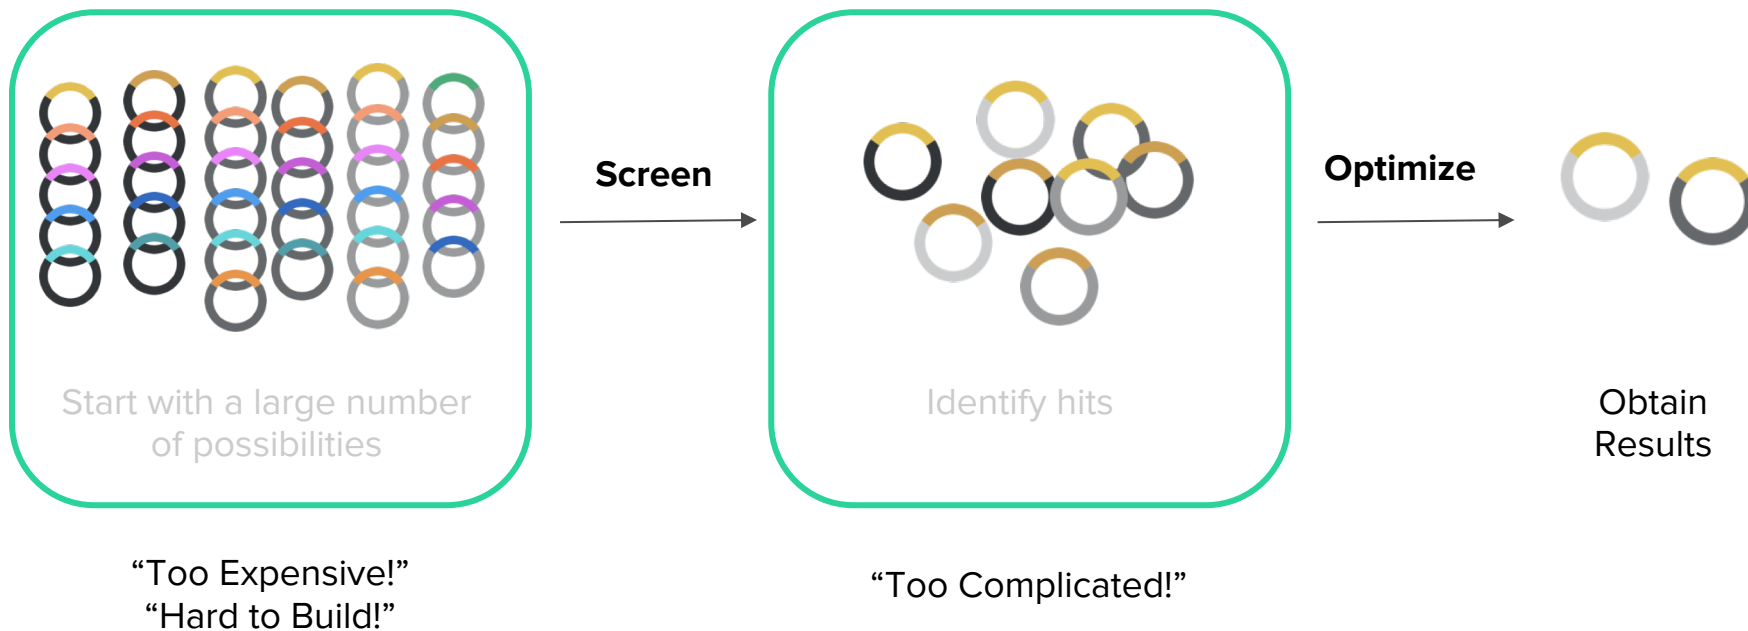 Screen
Optimize
Start with a large number
of possibilities
Identify hits
Obtain
Results
“Too Expensive!”
“Hard to Build!”
“Too Complicated!”